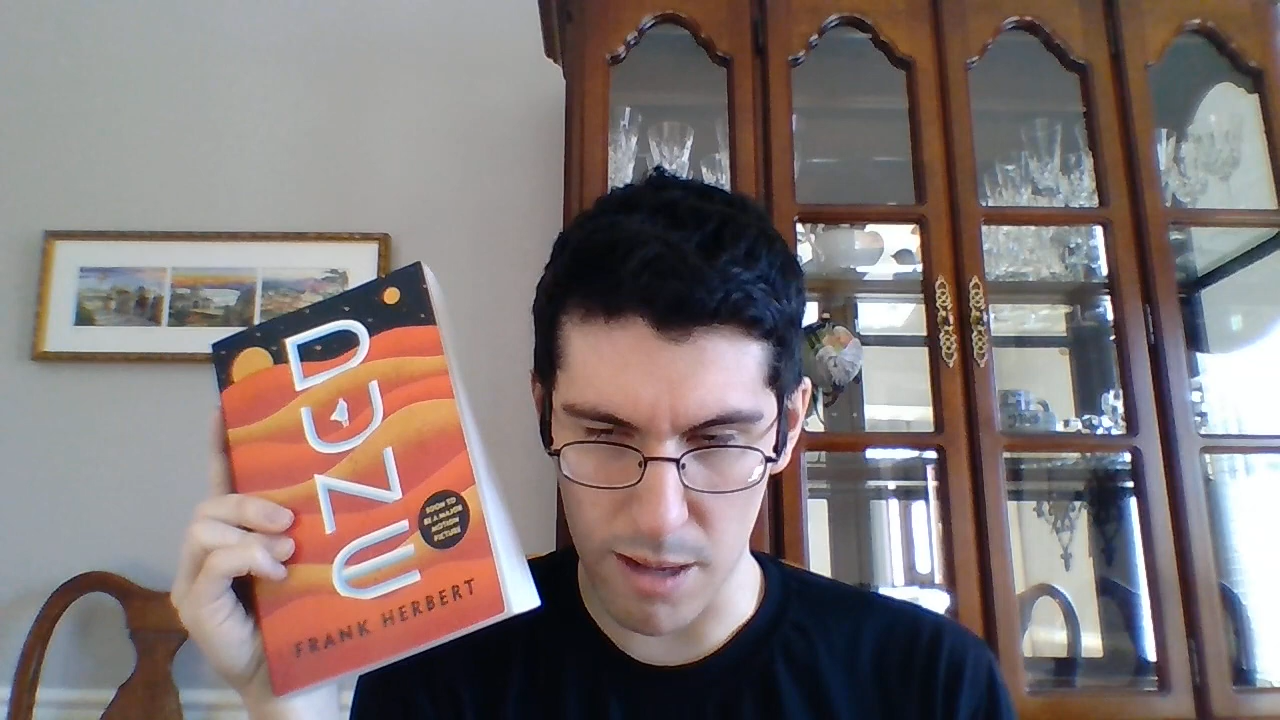 DUNE
SOON TO
BE A MAJOR
MOTION
PICTURE
FRANK HERBERT